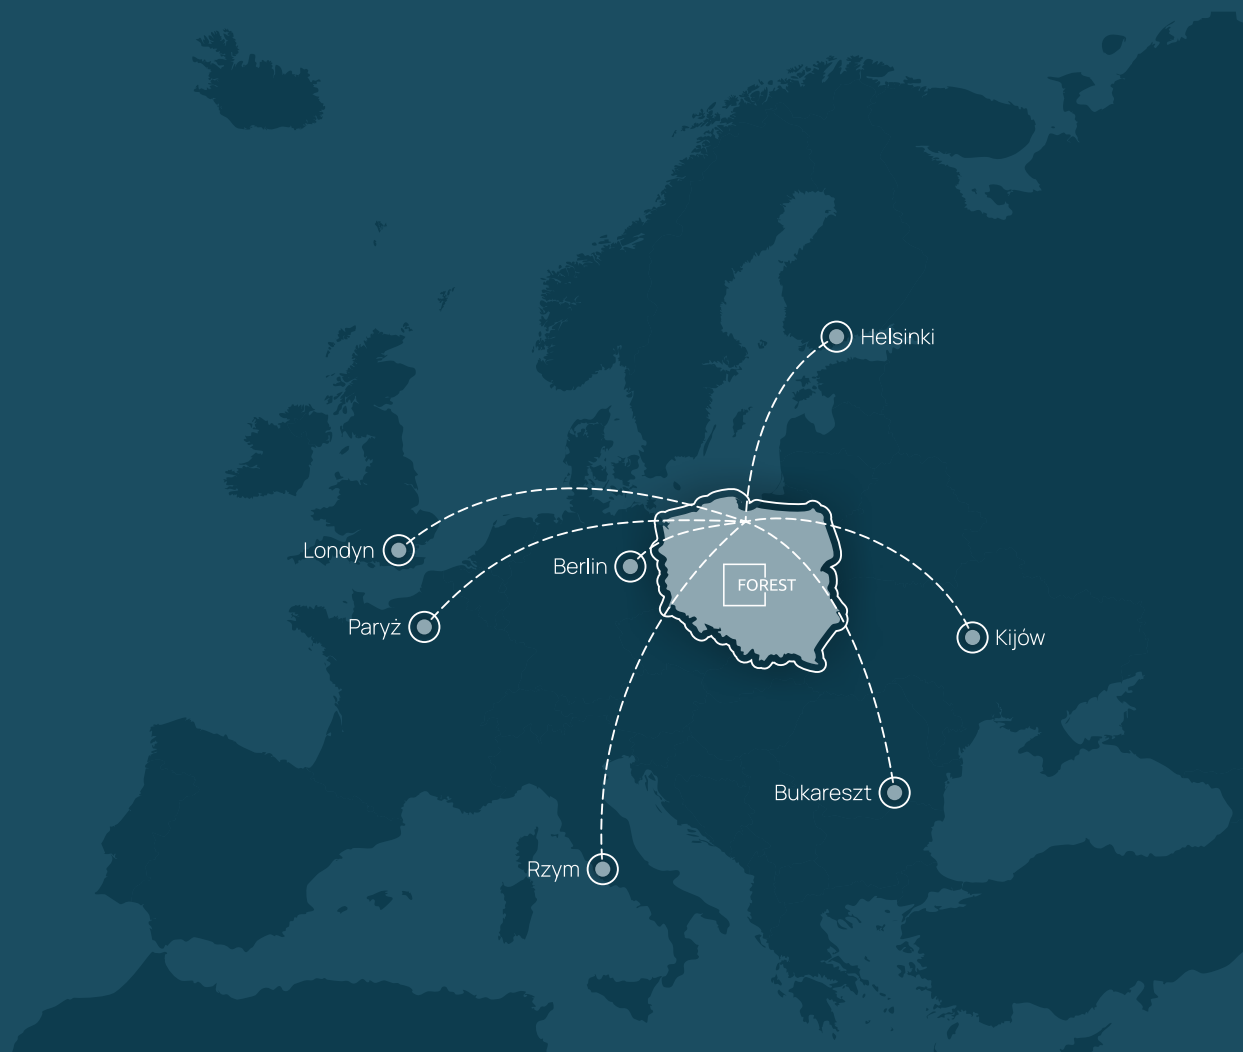 Helsinki
Londyn
Berlin
FOREST
Paryż
Kijów
Bukareszt
Rzym